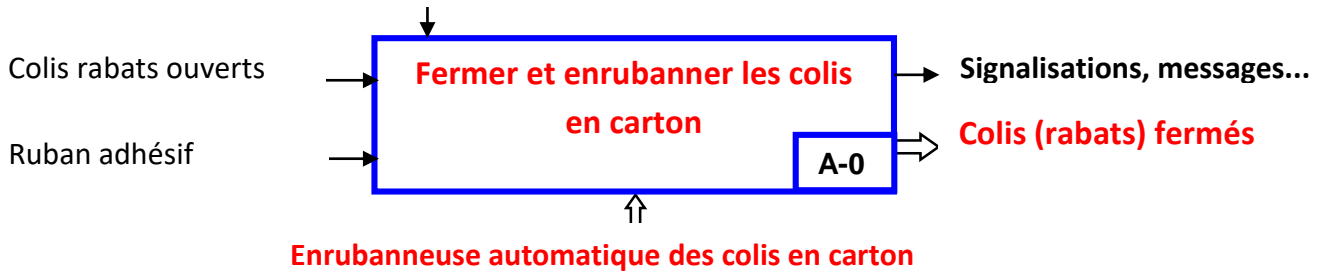 Colis rabats ouverts
Fermer et enrubanner les colis
en carton
Signalisations, messages...
Colis (rabats) fermés
Ruban adhésif
A-0
Enrubanneuse automatique des colis en carton